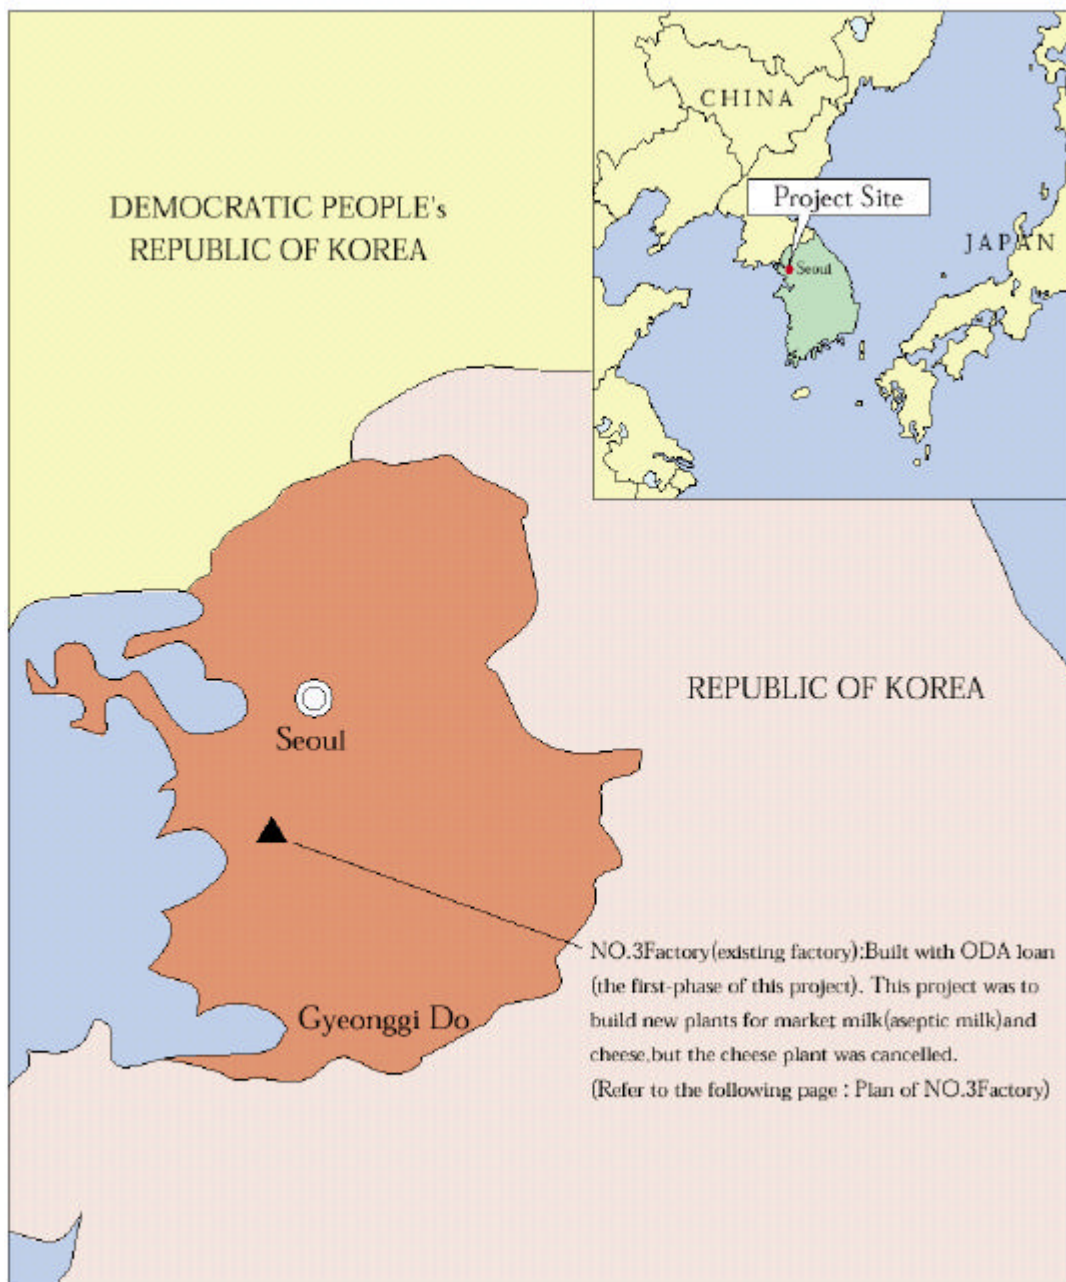 DEMOCRATIC PEOPLE's
REPUBLIC OF KOREA
CHINA
Project Site
JAPAN
Seoul
REPUBLIC OF KOREA
Seoul
NO.3Factory(existing factory):Built with ODA loan
(the first-phase of this project). This project was to
build new plants for market milk(aseptic milk)and
cheese,but the cheese plant was cancelled.
(Refer to the following page : Plan of NO.3Factory)
Gyeonggi Do